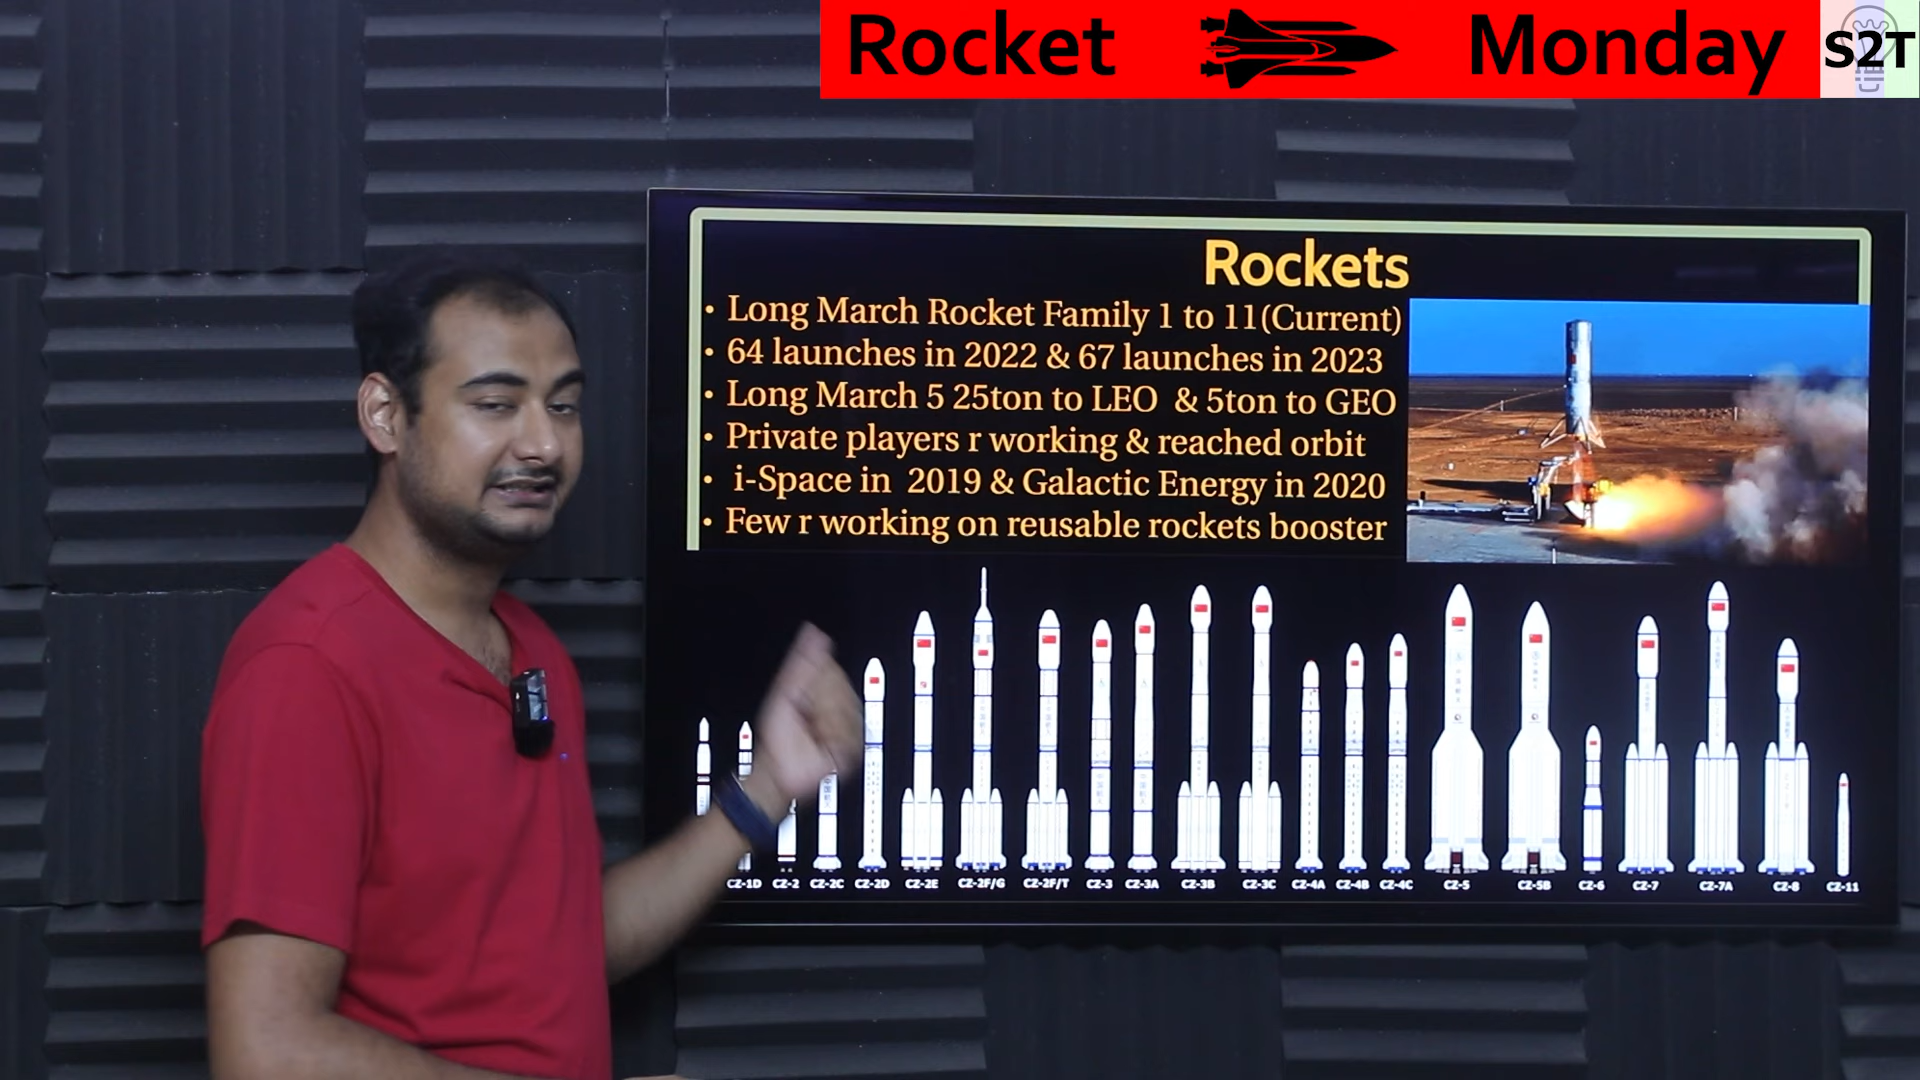 Rocket Monday S2T
Rockets
• Long March Rocket Family 1 to 11(Current)
• 64 launches in 2022 & 67 launches in 2023
• Long March 5 25ton to LEO & 5ton to GEO
• Private players r working & reached orbit
• i-Space in 2019 & Galactic Energy in 2020
• Few r working on reusable rockets booster
CZ-1D CZ-2 CZ-2C CZ-2D CZ-2E CZ-2F/G CZ-2F/T CZ-3 CZ-3A CZ-3B CZ-3C CZ-4A CZ-4B CZ-4C CZ-5 CZ-5B CZ-6 CZ-7 CZ-7A CZ-8 CZ-11